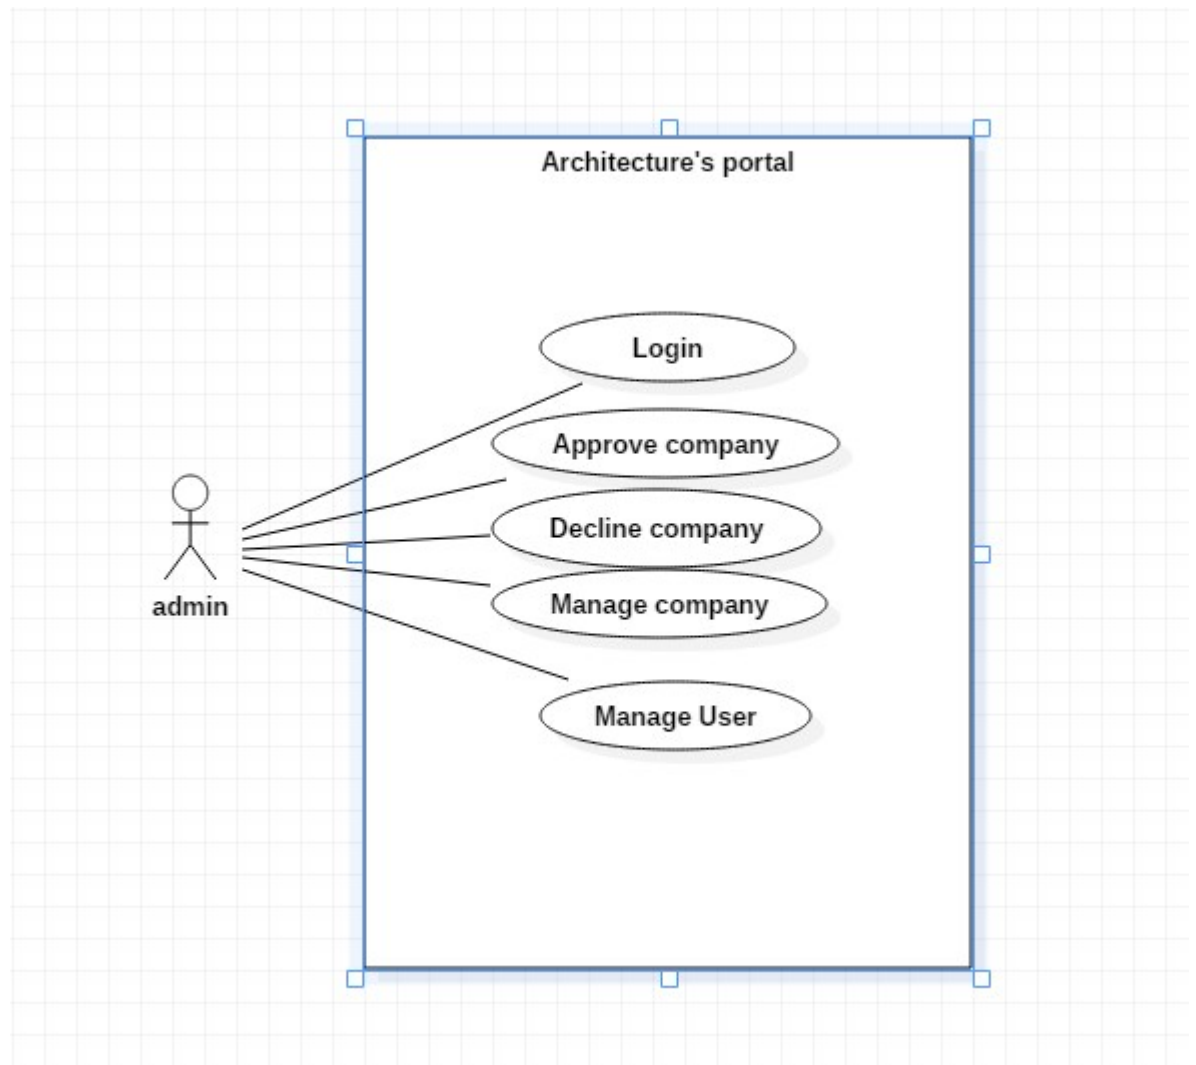 Architecture's portal
Login
Approve company
Decline company
Manage company
Manage User
admin